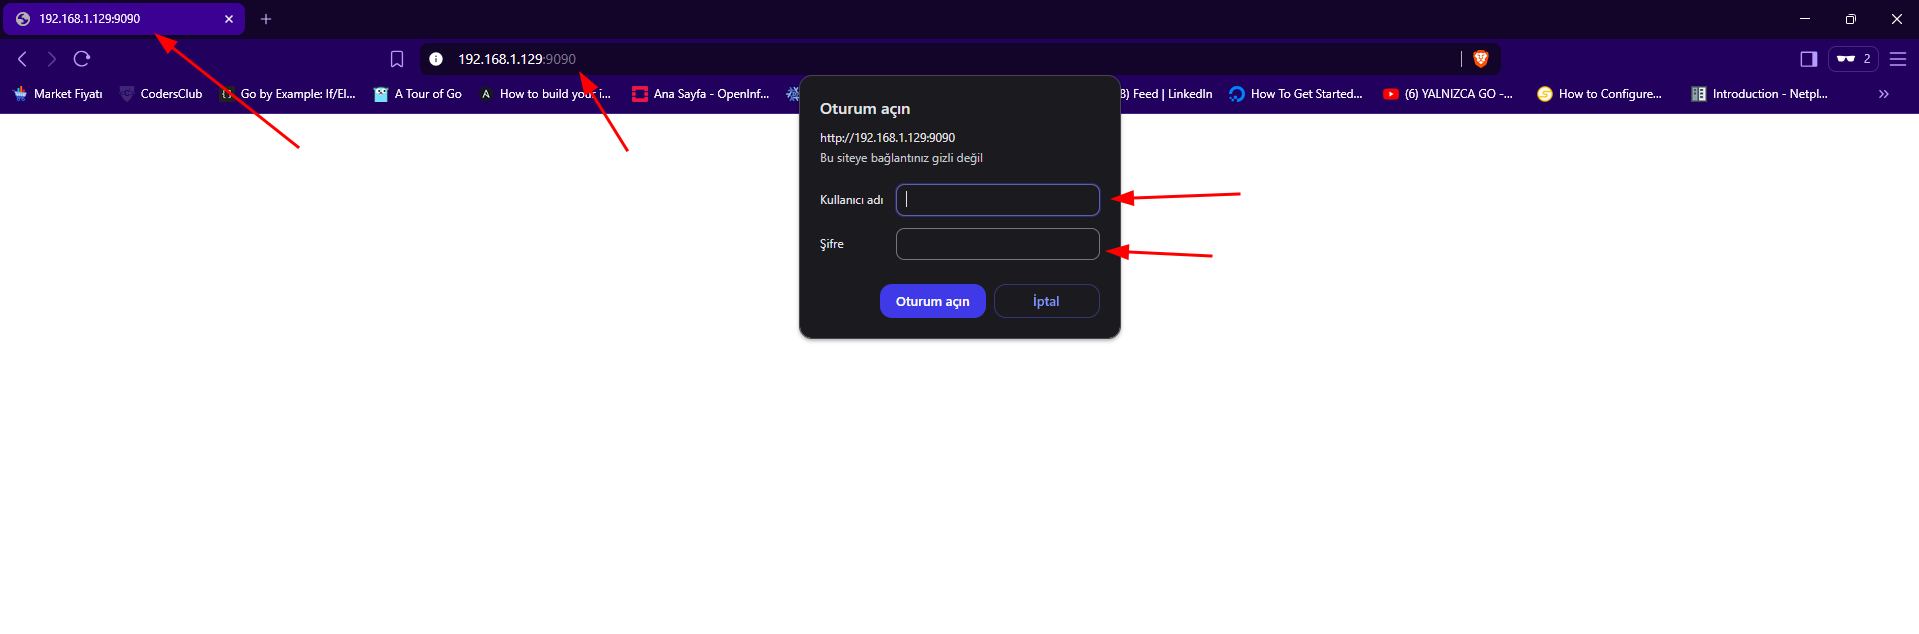 192.168.1.129:9090
192.168.1.129:9090
2
Market Fiyatı
CodersClub
Go by Example: If/El...
A Tour of Go
How to build your i...
Ana Sayfa - OpenInf...
8) Feed | LinkedIn
How To Get Started...
(6) YALNIZCA GO -...
How to Configure...
Introduction - Netpl...
Oturum açın
http://192.168.1.129:9090
Bu siteye bağlantınız gizli değil
Kullanıcı adı
Şifre
Oturum açın
İptal